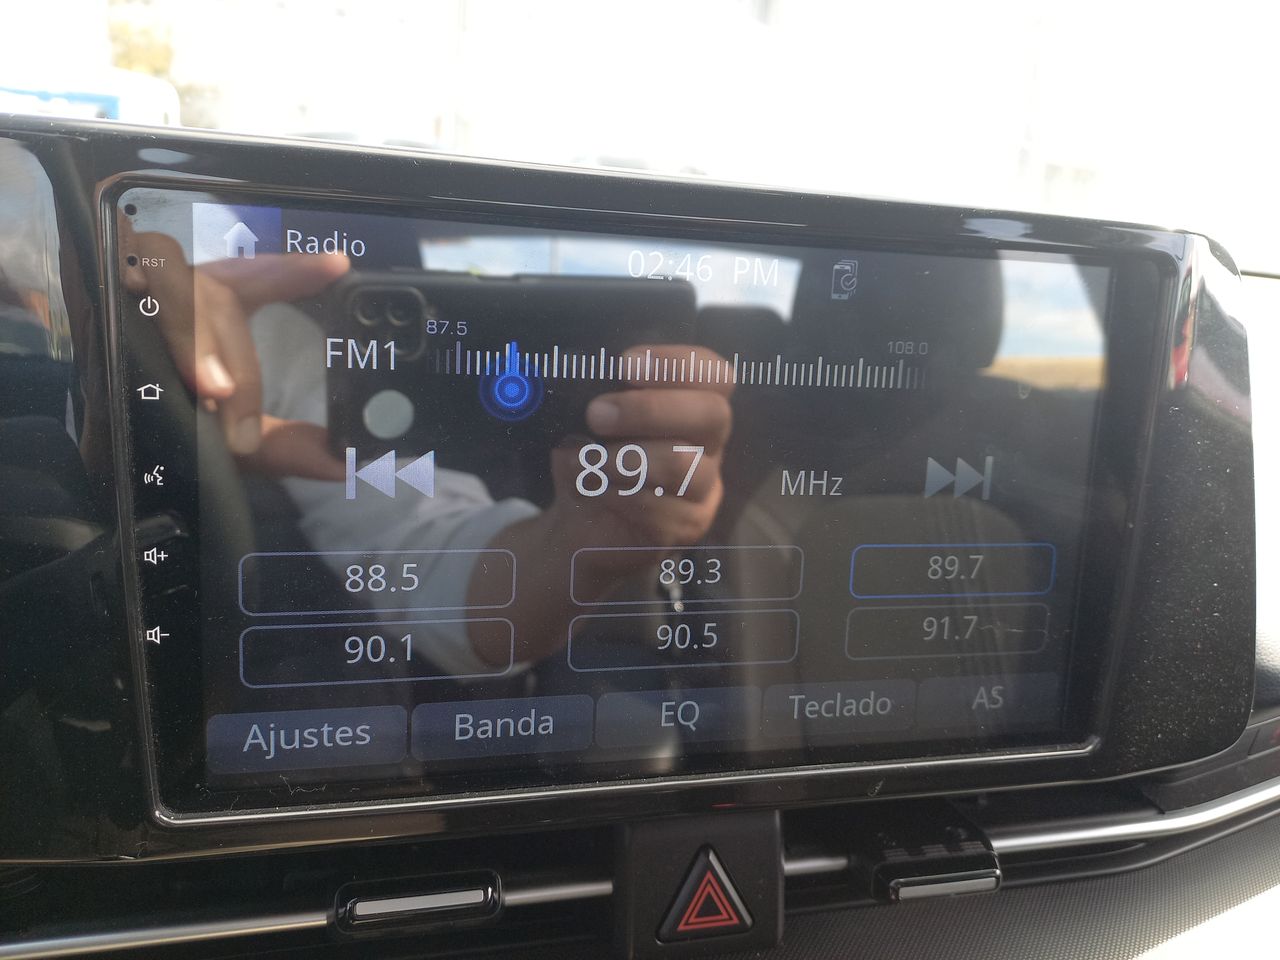 Radio
02:46 PM
RST
87.5
108.0
FM1
89.7 MHz
88.5 89.3 89.7
90.1 90.5 91.7
Ajustes Banda EQ Teclado AS